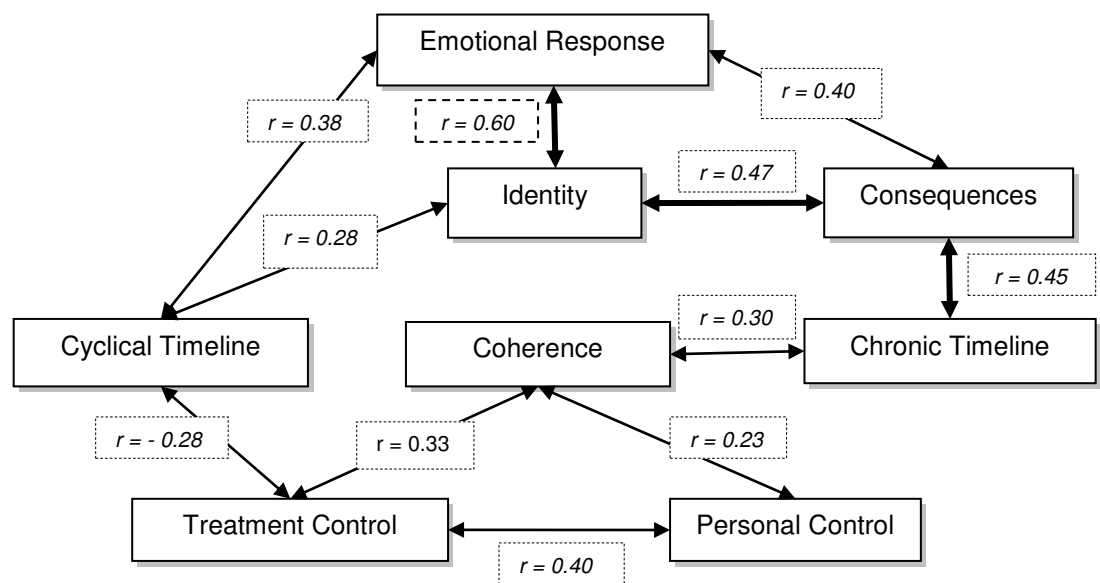 Emotional Response
r = 0.40
r = 0.38
r = 0.60
r = 0.47
Identity
Consequences
r = 0.28
r = 0.45
r = 0.30
Cyclical Timeline
Coherence
Chronic Timeline
r = - 0.28
r = 0.33
r = 0.23
Treatment Control
Personal Control
r = 0.40